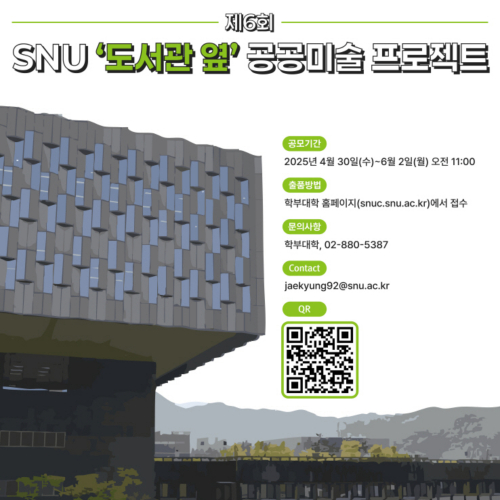 제6회
SNU ‘도서관 옆’ 공공미술 프로젝트
공모기간
2025년 4월 30일(수)~6월 2일(월) 오전 11:00
출품방법
학부대학 홈페이지(snuc.snu.ac.kr)에서 접수
문의사항
학부대학, 02-880-5387
Contact
jaekyung92@snu.ac.kr
QR